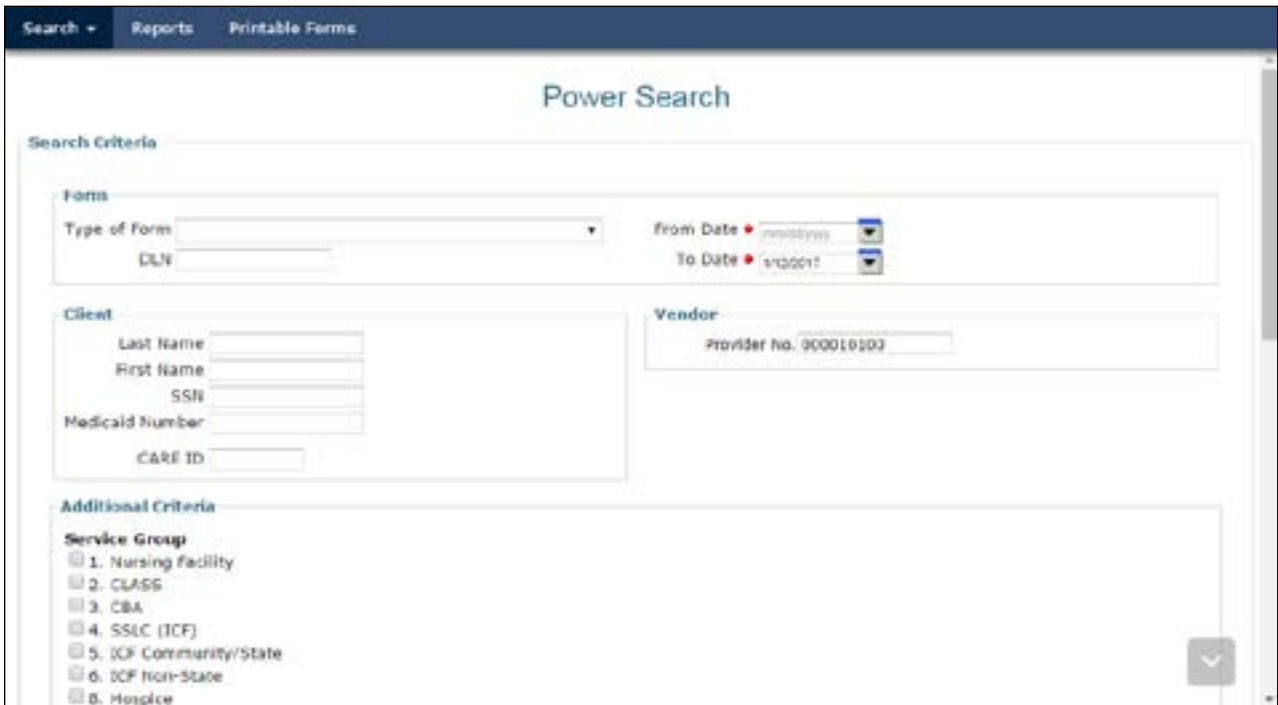 Search Reports Printable Forms
Power Search
Search Criteria
Form
Type of Form
DLN
From Date
To Date
Client
Last Name
First Name
SSN
Medicaid Number
CARE ID
Vendor
Provider No. 000010103
Additional Criteria
Service Group
1. Nursing Facility
2. CLASS
3. CBA
4. SSLC (ICF)
5. ICF Community/State
6. ICF Non-State
8. Hospice